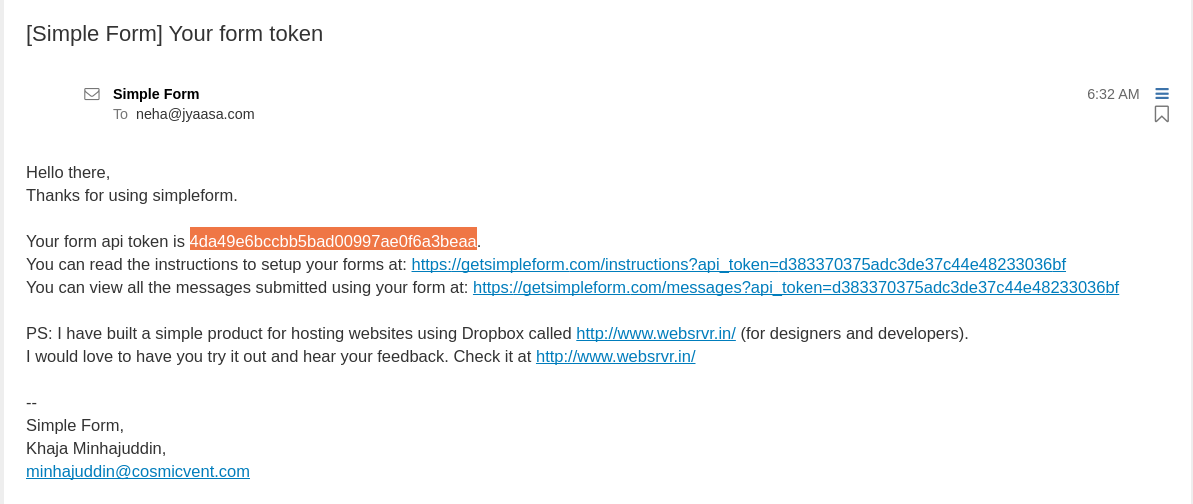 [Simple Form] Your form token
Simple Form
6:32 AM
To neha@jyaasa.com
Hello there,
Thanks for using simpleform.
Your form api token is 4da49e6bccbb5bad00997ae0f6a3beaa.
You can read the instructions to setup your forms at: https://getsimpleform.com/instructions?api_token=d383370375adc3de37c44e48233036bf
You can view all the messages submitted using your form at: https://getsimpleform.com/messages?api_token=d383370375adc3de37c44e48233036bf
PS: I have built a simple product for hosting websites using Dropbox called http://www.websrvr.in/ (for designers and developers).
I would love to have you try it out and hear your feedback. Check it at http://www.websrvr.in/
--
Simple Form,
Khaja Minhajuddin,
minhajuddin@cosmicvent.com